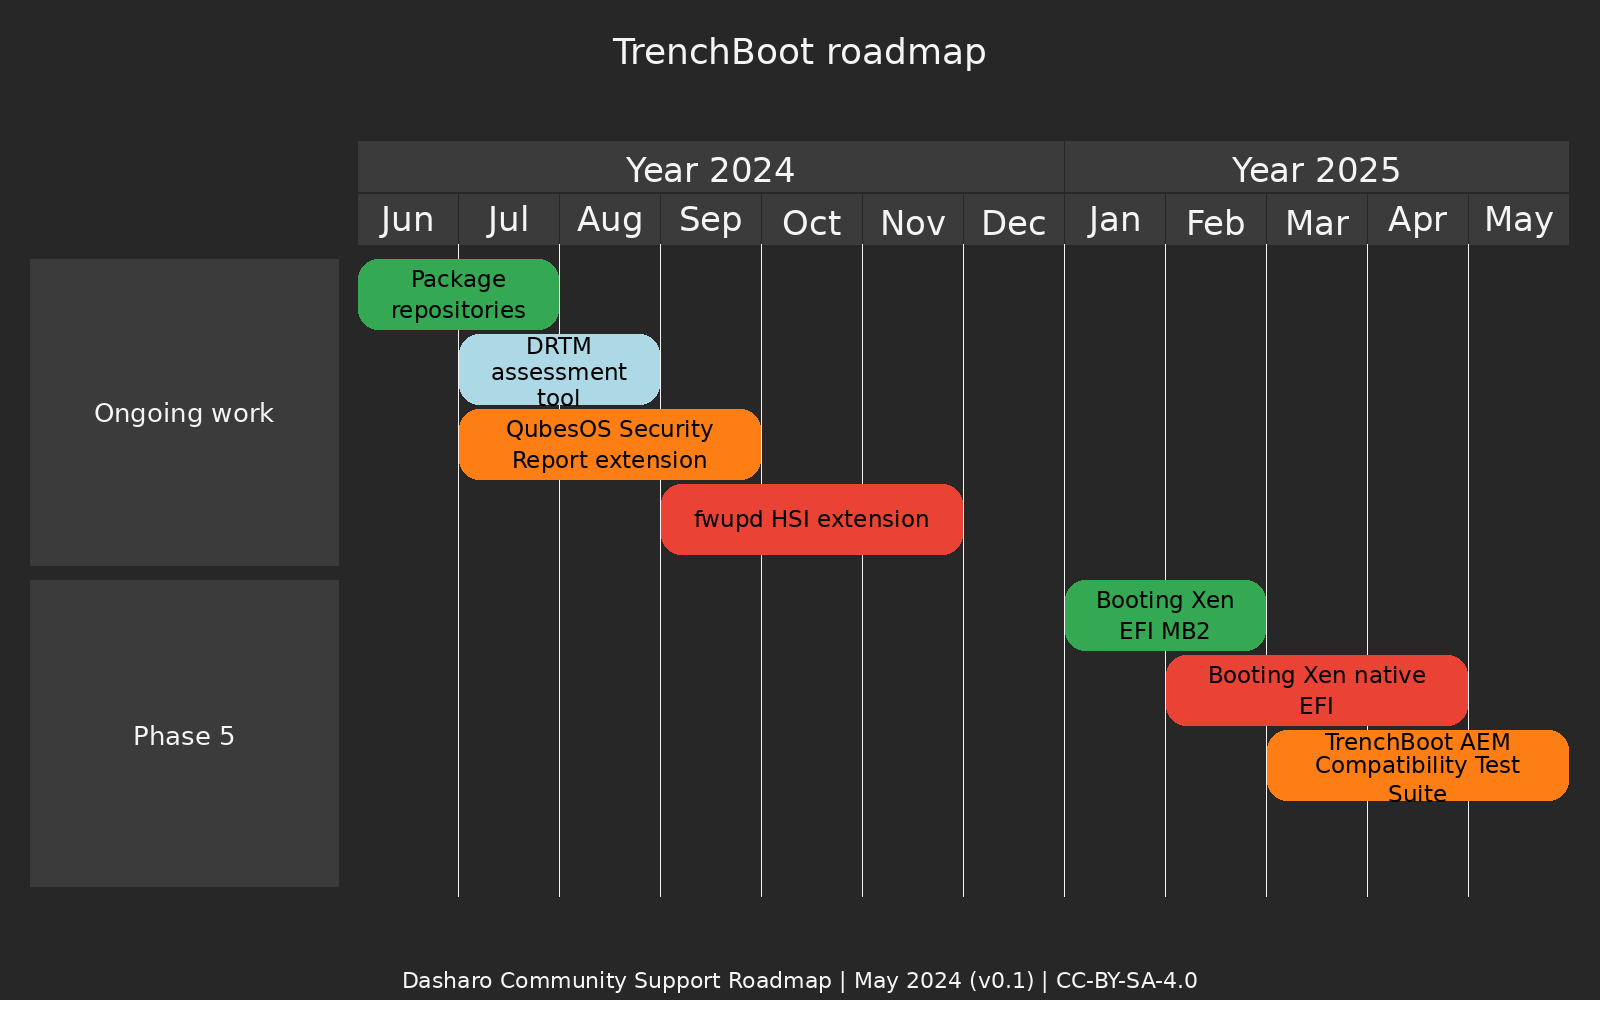 TrenchBoot roadmap
Year 2024
Year 2025
Jun
Jul
Aug
Sep
Oct
Nov
Dec
Jan
Feb
Mar
Apr
May
Ongoing work
Package
repositories
DRTM
assessment
tool
QubesOS Security
Report extension
fwupd HSI extension
Phase 5
Booting Xen
EFI MB2
Booting Xen native
EFI
TrenchBoot AEM
Compatibility Test
Suite
Dasharo Community Support Roadmap | May 2024 (v0.1) | CC-BY-SA-4.0